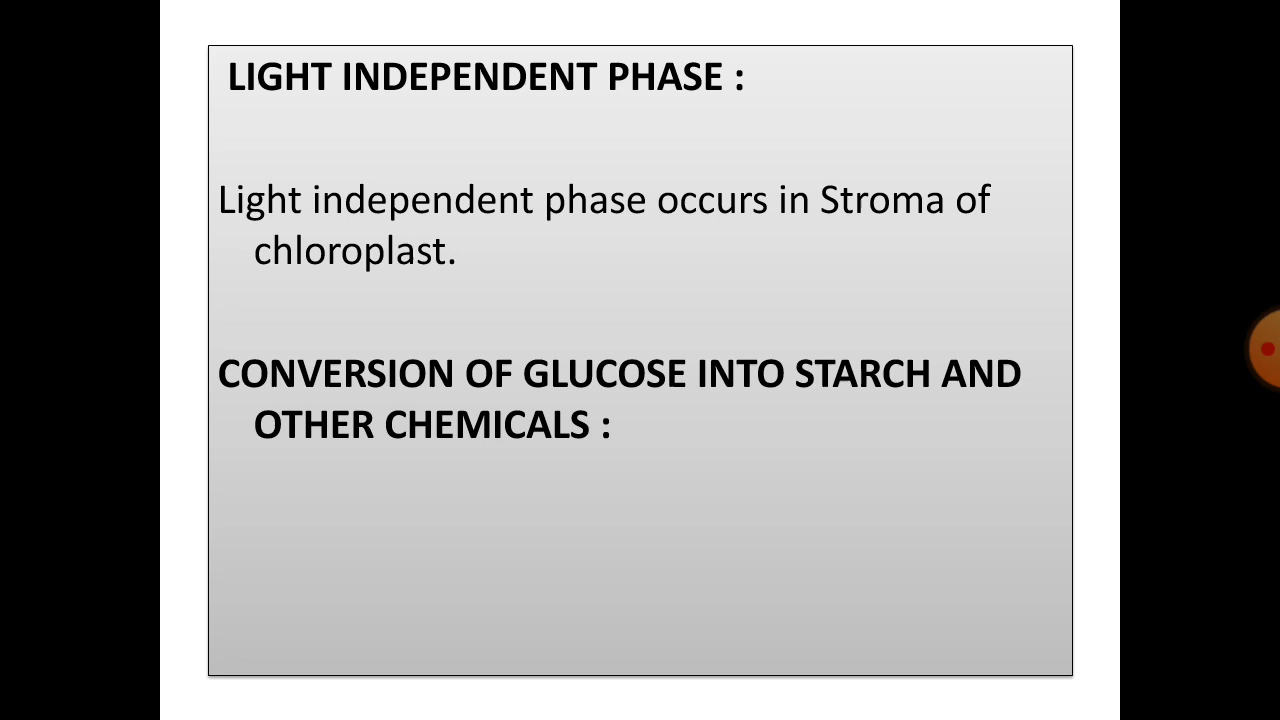 LIGHT INDEPENDENT PHASE :
Light independent phase occurs in Stroma of
chloroplast.
CONVERSION OF GLUCOSE INTO STARCH AND
OTHER CHEMICALS :